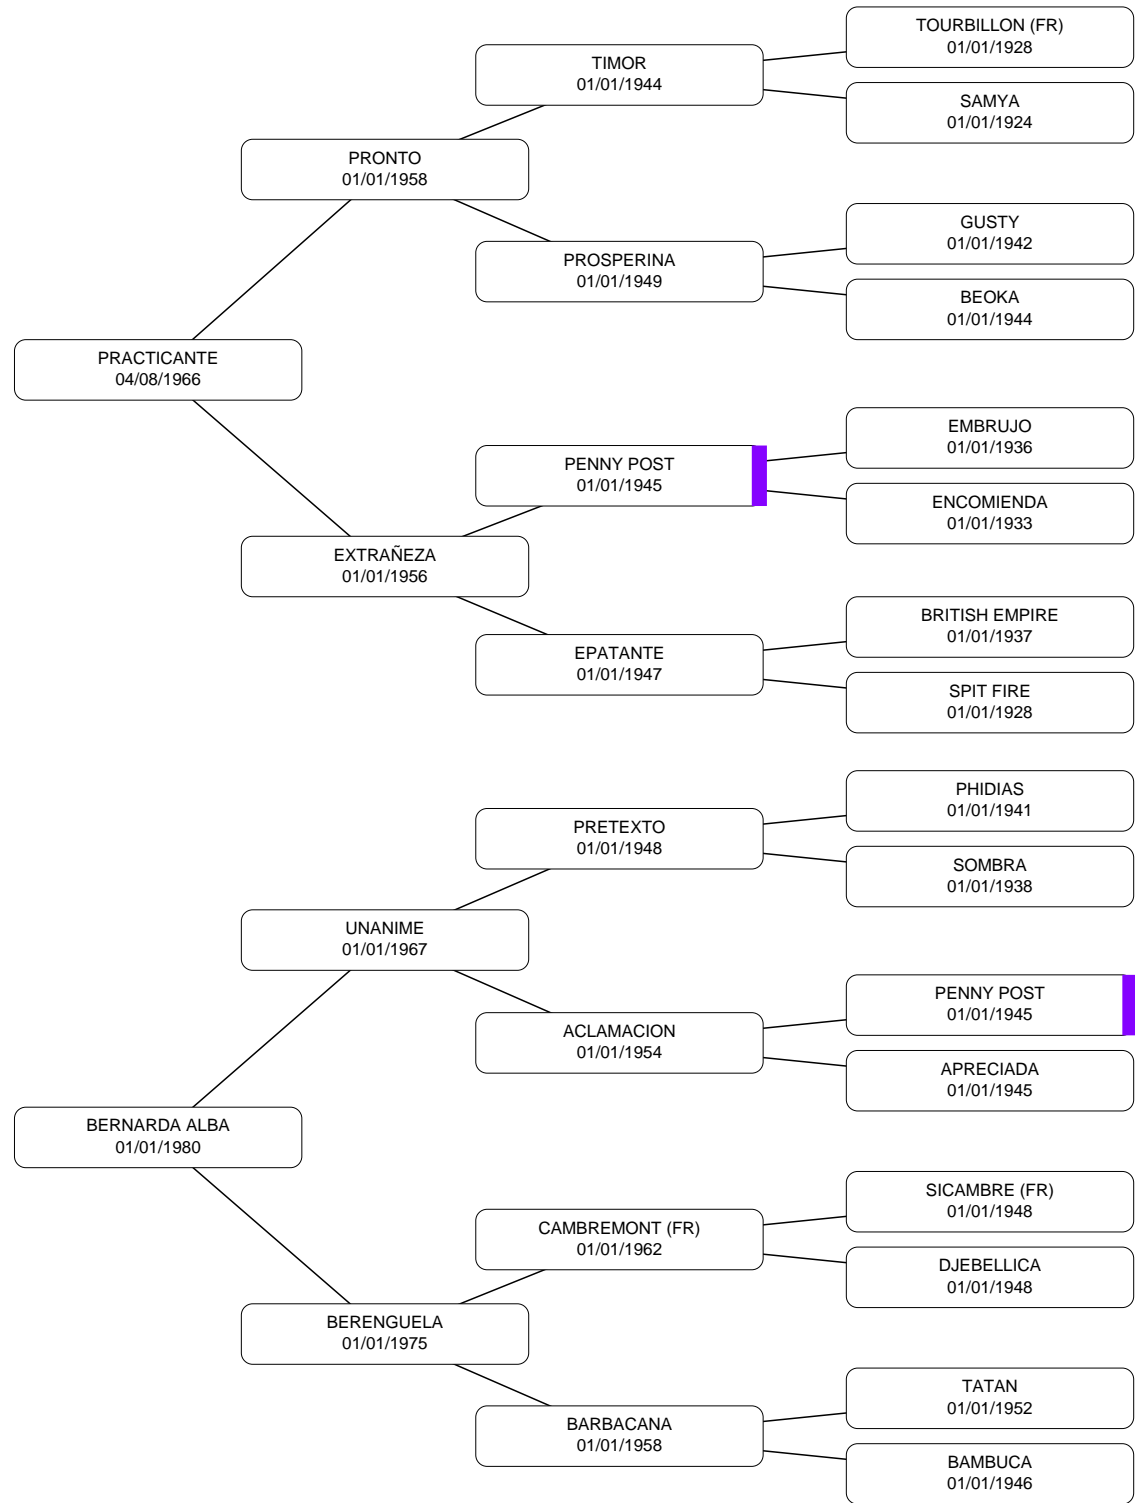 TOURBILLON (FR)
01/01/1928
TIMOR
01/01/1944
SAMYA
01/01/1924
PRONTO
01/01/1958
GUSTY
01/01/1942
PROSPERINA
01/01/1949
BEOKA
01/01/1944
PRACTICANTE
04/08/1966
EMBRUJO
01/01/1936
PENNY POST
01/01/1945
ENCOMIENDA
01/01/1933
EXTRAÑEZA
01/01/1956
BRITISH EMPIRE
01/01/1937
EPATANTE
01/01/1947
SPIT FIRE
01/01/1928
PHIDIAS
01/01/1941
PRETEXTO
01/01/1948
SOMBRA
01/01/1938
UNANIME
01/01/1967
PENNY POST
01/01/1945
ACLAMACION
01/01/1954
APRECIADA
01/01/1945
BERNARDA ALBA
01/01/1980
SICAMBRE (FR)
01/01/1948
CAMBREMONT (FR)
01/01/1962
DJEBELLICA
01/01/1948
BERENGUELA
01/01/1975
TATAN
01/01/1952
BARBACANA
01/01/1958
BAMBUCA
01/01/1946